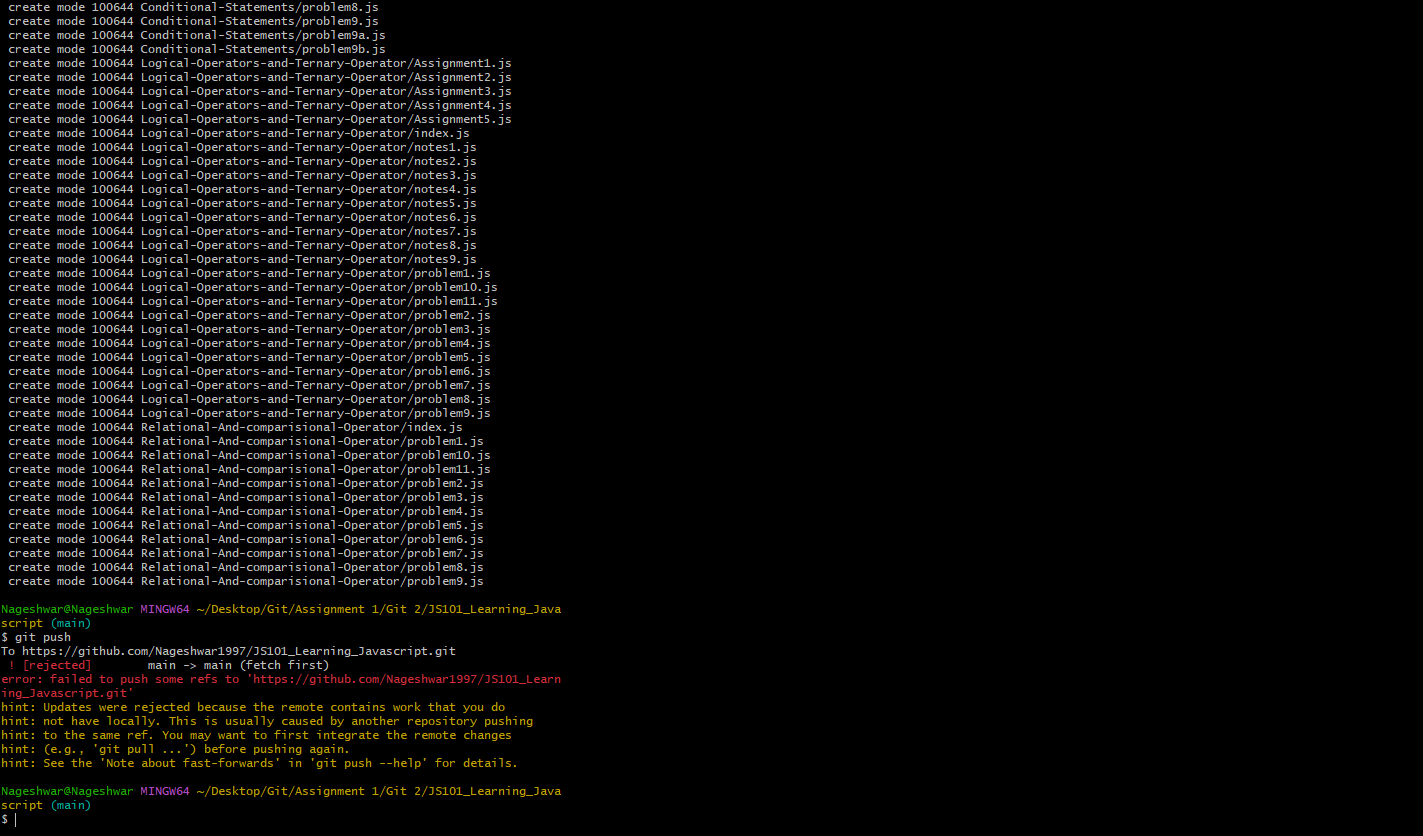 create mode 100644 Conditional-Statements/problem8.js
create mode 100644 Conditional-Statements/problem9.js
create mode 100644 Conditional-Statements/problem9a.js
create mode 100644 Conditional-Statements/problem9b.js
create mode 100644 Logical-Operators-and-Ternary-Operator/Assignment1.js
create mode 100644 Logical-Operators-and-Ternary-Operator/Assignment2.js
create mode 100644 Logical-Operators-and-Ternary-Operator/Assignment3.js
create mode 100644 Logical-Operators-and-Ternary-Operator/Assignment4.js
create mode 100644 Logical-Operators-and-Ternary-Operator/Assignment5.js
create mode 100644 Logical-Operators-and-Ternary-Operator/index.js
create mode 100644 Logical-Operators-and-Ternary-Operator/notes1.js
create mode 100644 Logical-Operators-and-Ternary-Operator/notes2.js
create mode 100644 Logical-Operators-and-Ternary-Operator/notes3.js
create mode 100644 Logical-Operators-and-Ternary-Operator/notes4.js
create mode 100644 Logical-Operators-and-Ternary-Operator/notes5.js
create mode 100644 Logical-Operators-and-Ternary-Operator/notes6.js
create mode 100644 Logical-Operators-and-Ternary-Operator/notes7.js
create mode 100644 Logical-Operators-and-Ternary-Operator/notes8.js
create mode 100644 Logical-Operators-and-Ternary-Operator/notes9.js
create mode 100644 Logical-Operators-and-Ternary-Operator/problem1.js
create mode 100644 Logical-Operators-and-Ternary-Operator/problem10.js
create mode 100644 Logical-Operators-and-Ternary-Operator/problem11.js
create mode 100644 Logical-Operators-and-Ternary-Operator/problem2.js
create mode 100644 Logical-Operators-and-Ternary-Operator/problem3.js
create mode 100644 Logical-Operators-and-Ternary-Operator/problem4.js
create mode 100644 Logical-Operators-and-Ternary-Operator/problem5.js
create mode 100644 Logical-Operators-and-Ternary-Operator/problem6.js
create mode 100644 Logical-Operators-and-Ternary-Operator/problem7.js
create mode 100644 Logical-Operators-and-Ternary-Operator/problem8.js
create mode 100644 Logical-Operators-and-Ternary-Operator/problem9.js
create mode 100644 Relational-And-comparisional-Operator/index.js
create mode 100644 Relational-And-comparisional-Operator/problem1.js
create mode 100644 Relational-And-comparisional-Operator/problem10.js
create mode 100644 Relational-And-comparisional-Operator/problem11.js
create mode 100644 Relational-And-comparisional-Operator/problem2.js
create mode 100644 Relational-And-comparisional-Operator/problem3.js
create mode 100644 Relational-And-comparisional-Operator/problem4.js
create mode 100644 Relational-And-comparisional-Operator/problem5.js
create mode 100644 Relational-And-comparisional-Operator/problem6.js
create mode 100644 Relational-And-comparisional-Operator/problem7.js
create mode 100644 Relational-And-comparisional-Operator/problem8.js
create mode 100644 Relational-And-comparisional-Operator/problem9.js
Nageshwar@Nageshwar MINGW64 ~/Desktop/Git/Assignment 1/Git 2/JS101_Learning_Java
script (main)
$ git push
To https://github.com/Nageshwar1997/JS101_Learning_Javascript.git
! [rejected]        main -> main (fetch first)
error: failed to push some refs to 'https://github.com/Nageshwar1997/JS101_Learn
ing_Javascript.git'
hint: Updates were rejected because the remote contains work that you do
hint: not have locally. This is usually caused by another repository pushing
hint: to the same ref. You may want to first integrate the remote changes
hint: (e.g., 'git pull ...') before pushing again.
hint: See the 'Note about fast-forwards' in 'git push --help' for details.
Nageshwar@Nageshwar MINGW64 ~/Desktop/Git/Assignment 1/Git 2/JS101_Learning_Java
script (main)
$